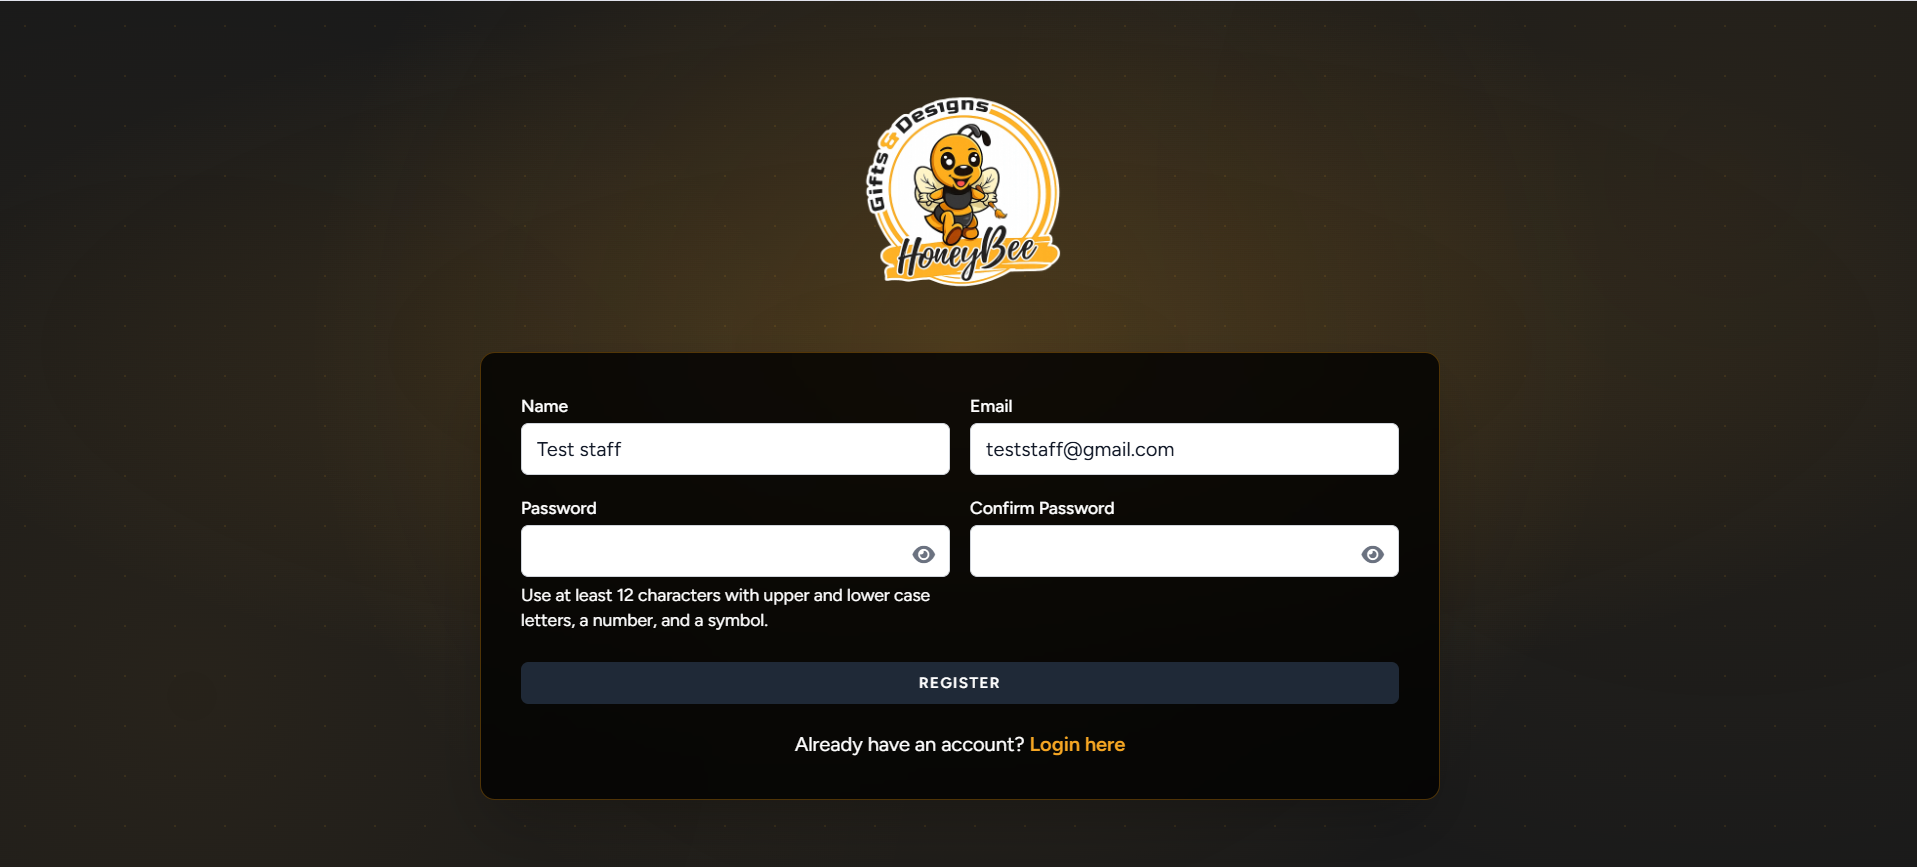 Gifts & Designs
HoneyBee
Name
Email
Test staff
teststaff@gmail.com
Password
Confirm Password
Use at least 12 characters with upper and lower case
letters, a number, and a symbol.
REGISTER
Already have an account? Login here